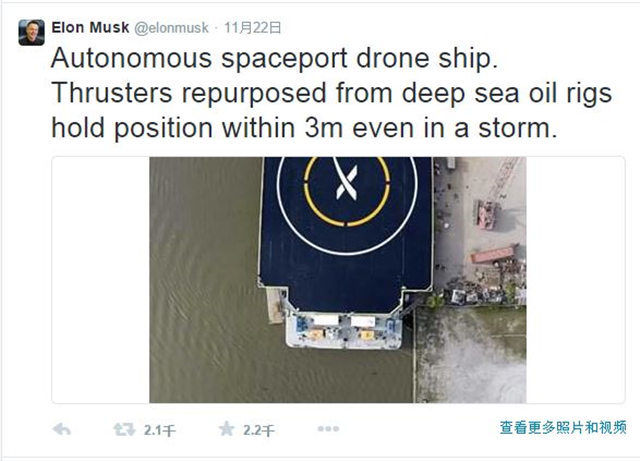 Elon Musk @elonmusk · 11月22日
Autonomous spaceport drone ship.
Thrusters repurposed from deep sea oil rigs
hold position within 3m even in a storm.
X
2.1千 2.2千 查看更多照片和视频